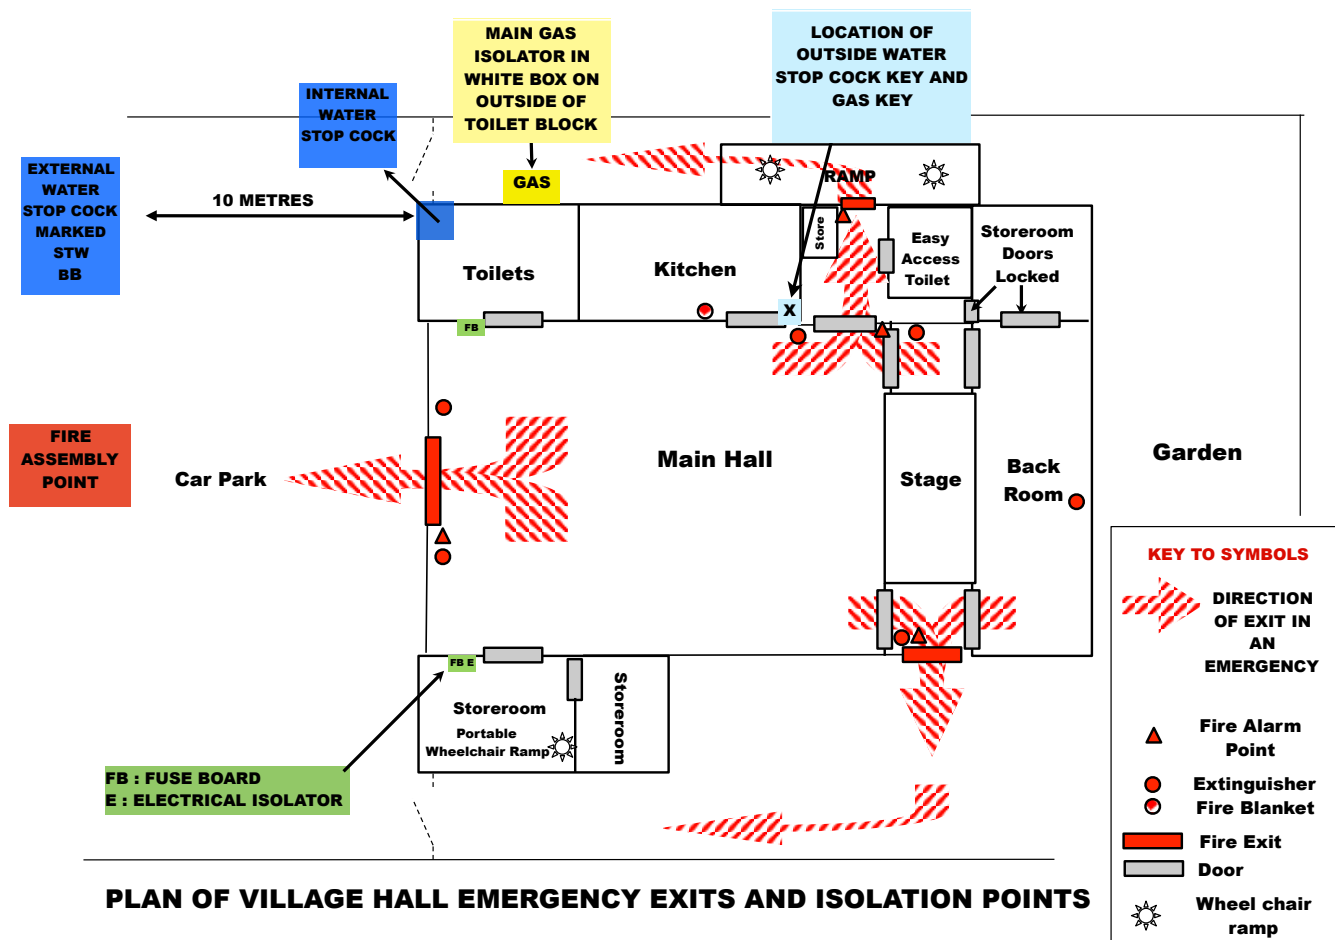 MAIN GAS
ISOLATOR IN
WHITE BOX ON
OUTSIDE OF
TOILET BLOCK
LOCATION OF
OUTSIDE WATER
STOP COCK KEY AND
GAS KEY
INTERNAL
WATER
STOP COCK
EXTERNAL
WATER
STOP COCK
MARKED
STW
BB
10 METRES
GAS
RAMP
Toilets
Kitchen
Store
Easy
Access
Toilet
Storeroom
Doors
Locked
FB
X
FIRE
ASSEMBLY
POINT
Car Park
Main Hall
Stage
Back
Room
Garden
FB E
Storeroom
Portable
Wheelchair Ramp
Storeroom
FB : FUSE BOARD
E : ELECTRICAL ISOLATOR
KEY TO SYMBOLS
DIRECTION
OF EXIT IN
AN
EMERGENCY
Fire Alarm
Point
Extinguisher
Fire Blanket
Fire Exit
Door
Wheel chair
ramp
PLAN OF VILLAGE HALL EMERGENCY EXITS AND ISOLATION POINTS